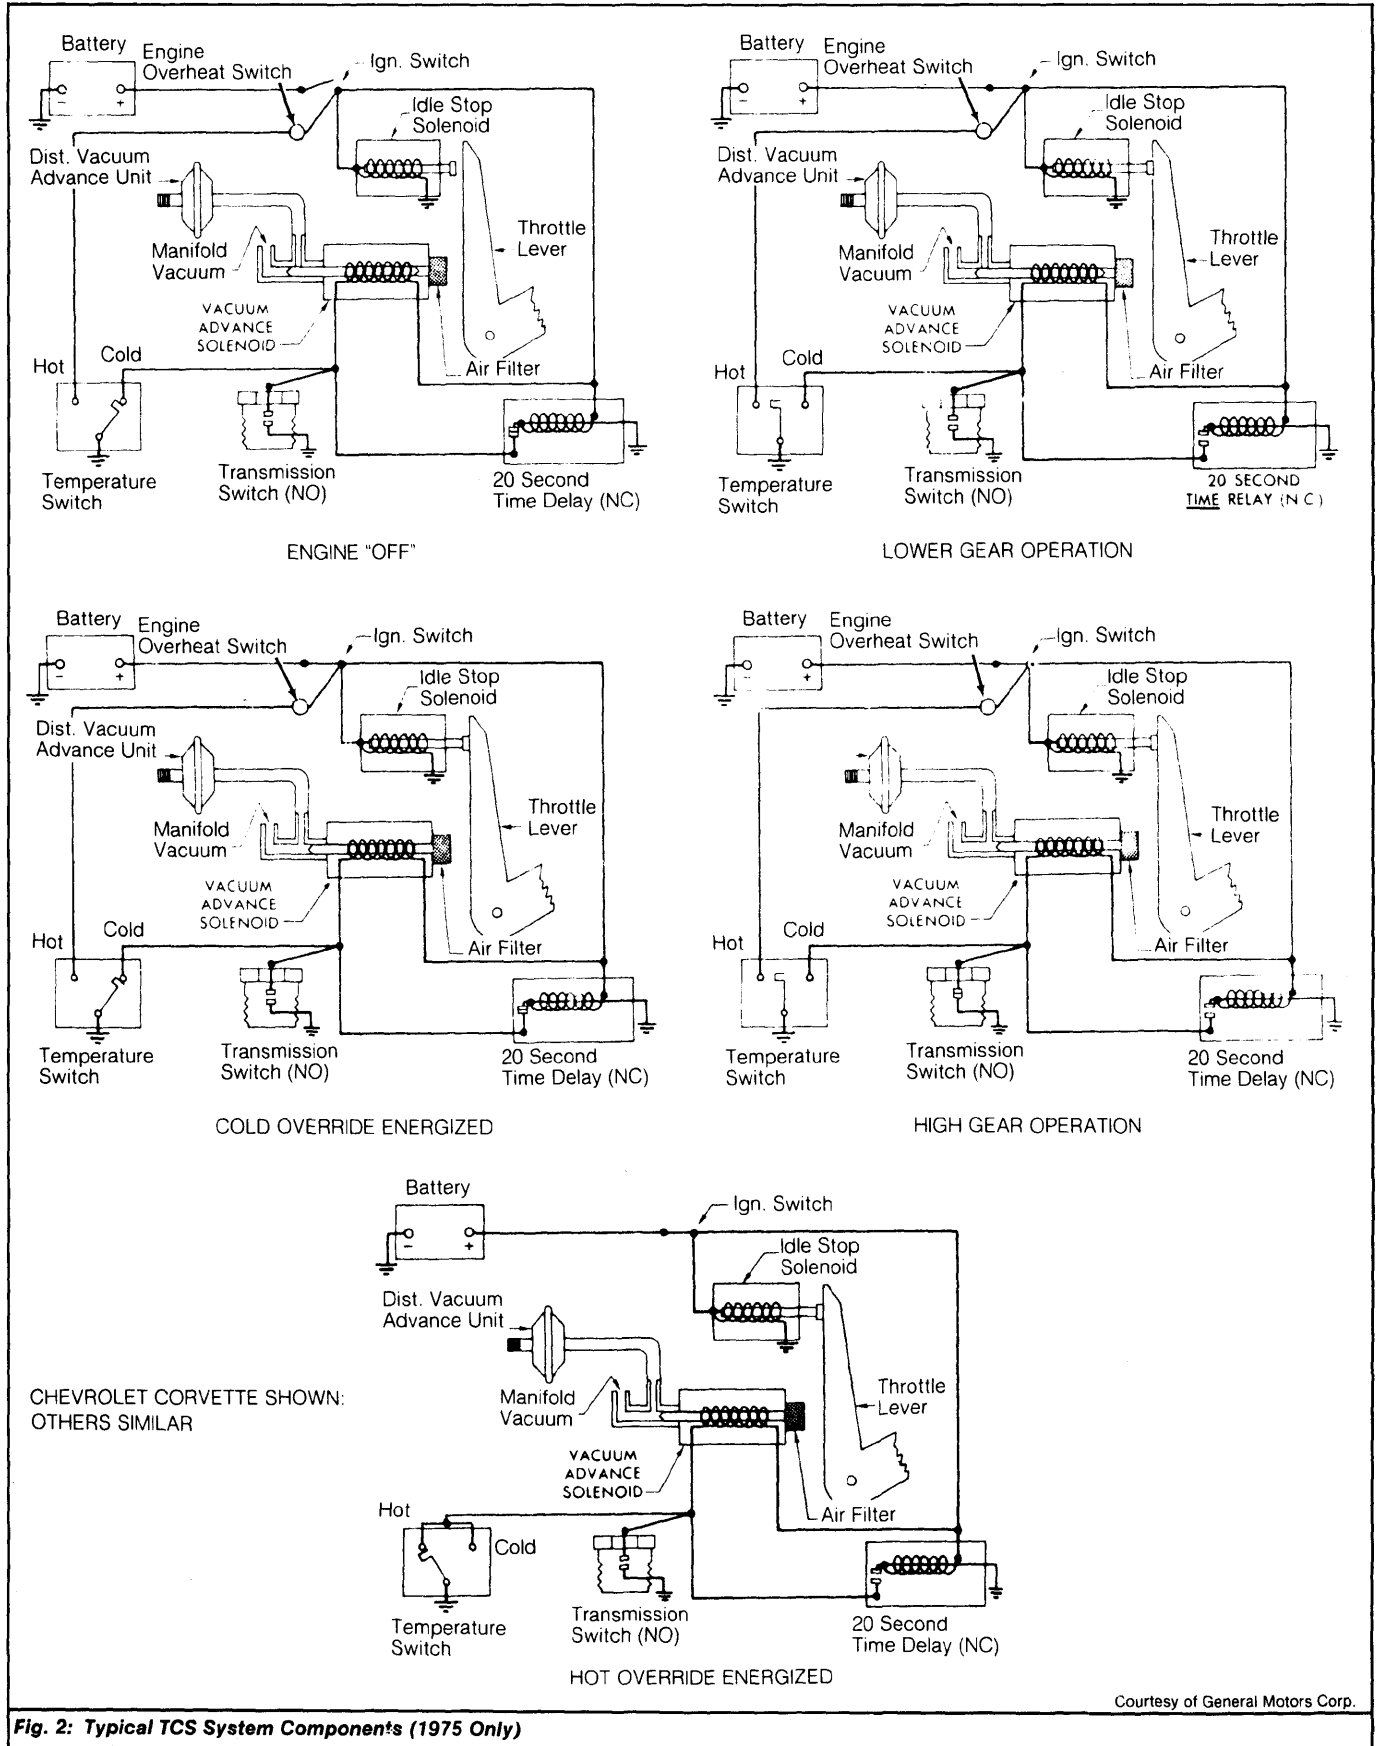 Battery
Engine
Overheat Switch
Ign. Switch
Idle Stop
Solenoid
- +
Dist. Vacuum
Advance Unit
Manifold
Vacuum
Throttle
Lever
VACUUM
ADVANCE
SOLENOID
Hot
Cold
Air Filter
Temperature
Switch
Transmission
Switch (NO)
20 Second
Time Delay (NC)
ENGINE "OFF"
Battery
Engine
Overheat Switch
Ign. Switch
Idle Stop
Solenoid
- +
Dist. Vacuum
Advance Unit
Manifold
Vacuum
Throttle
Lever
VACUUM
ADVANCE
SOLENOID
Hot
Cold
Air Filter
Temperature
Switch
Transmission
Switch (NO)
20 SECOND
TIME RELAY (N C)
LOWER GEAR OPERATION
Battery
Engine
Overheat Switch
Ign. Switch
Idle Stop
Solenoid
- +
Dist. Vacuum
Advance Unit
Manifold
Vacuum
Throttle
Lever
VACUUM
ADVANCE
SOLENOID
Hot
Cold
Air Filter
Temperature
Switch
Transmission
Switch (NO)
20 Second
Time Delay (NC)
COLD OVERRIDE ENERGIZED
Battery
Engine
Overheat Switch
Ign. Switch
Idle Stop
Solenoid
- +
Manifold
Vacuum
Throttle
Lever
VACUUM
ADVANCE
SOLENOID
Hot
Cold
Air Filter
Temperature
Switch
Transmission
Switch (NO)
20 Second
Time Delay (NC)
HIGH GEAR OPERATION
Battery
Ign. Switch
- +
Idle Stop
Solenoid
Dist. Vacuum
Advance Unit
CHEVROLET CORVETTE SHOWN:
OTHERS SIMILAR
Manifold
Vacuum
Throttle
Lever
VACUUM
ADVANCE
SOLENOID
Hot
Cold
Air Filter
Temperature
Switch
Transmission
Switch (NO)
20 Second
Time Delay (NC)
HOT OVERRIDE ENERGIZED
Courtesy of General Motors Corp.
Fig. 2: Typical TCS System Components (1975 Only)